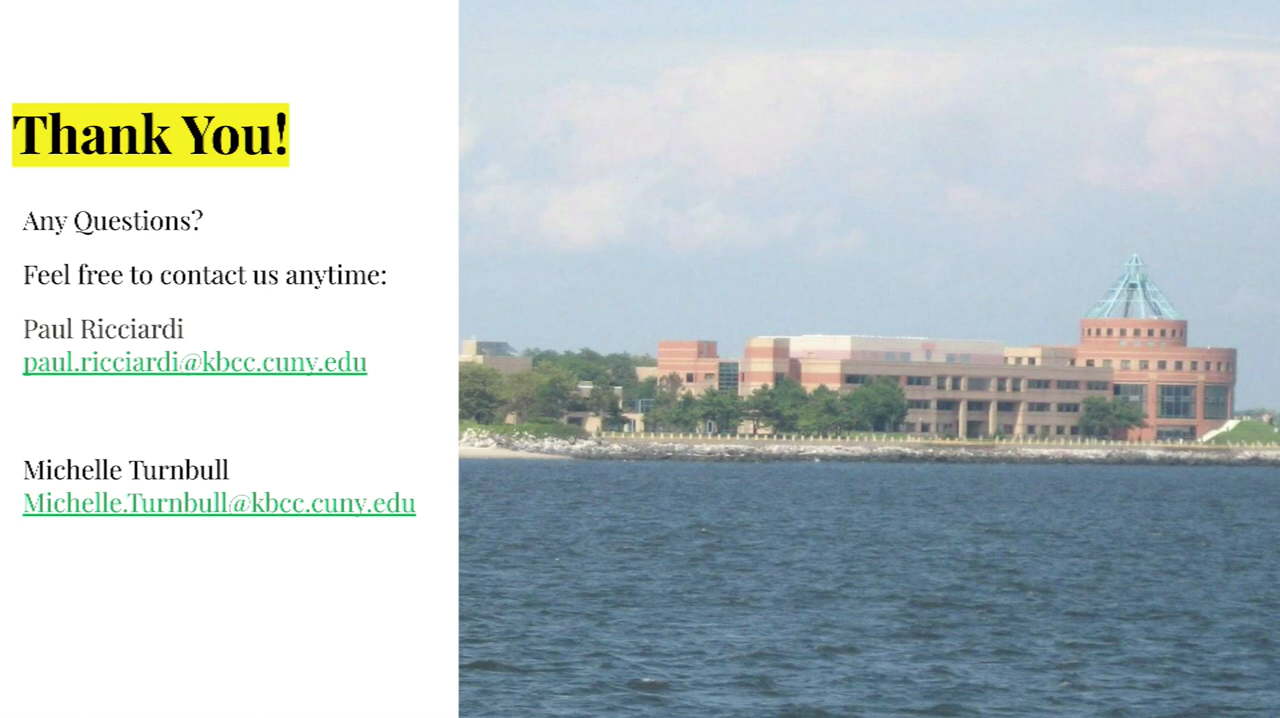 Thank You!
Any Questions?
Feel free to contact us anytime:
Paul Ricciardi
paul.ricciardi@kbcc.cuny.edu
Michelle Turnbull
Michelle.Turnbull@kbcc.cuny.edu